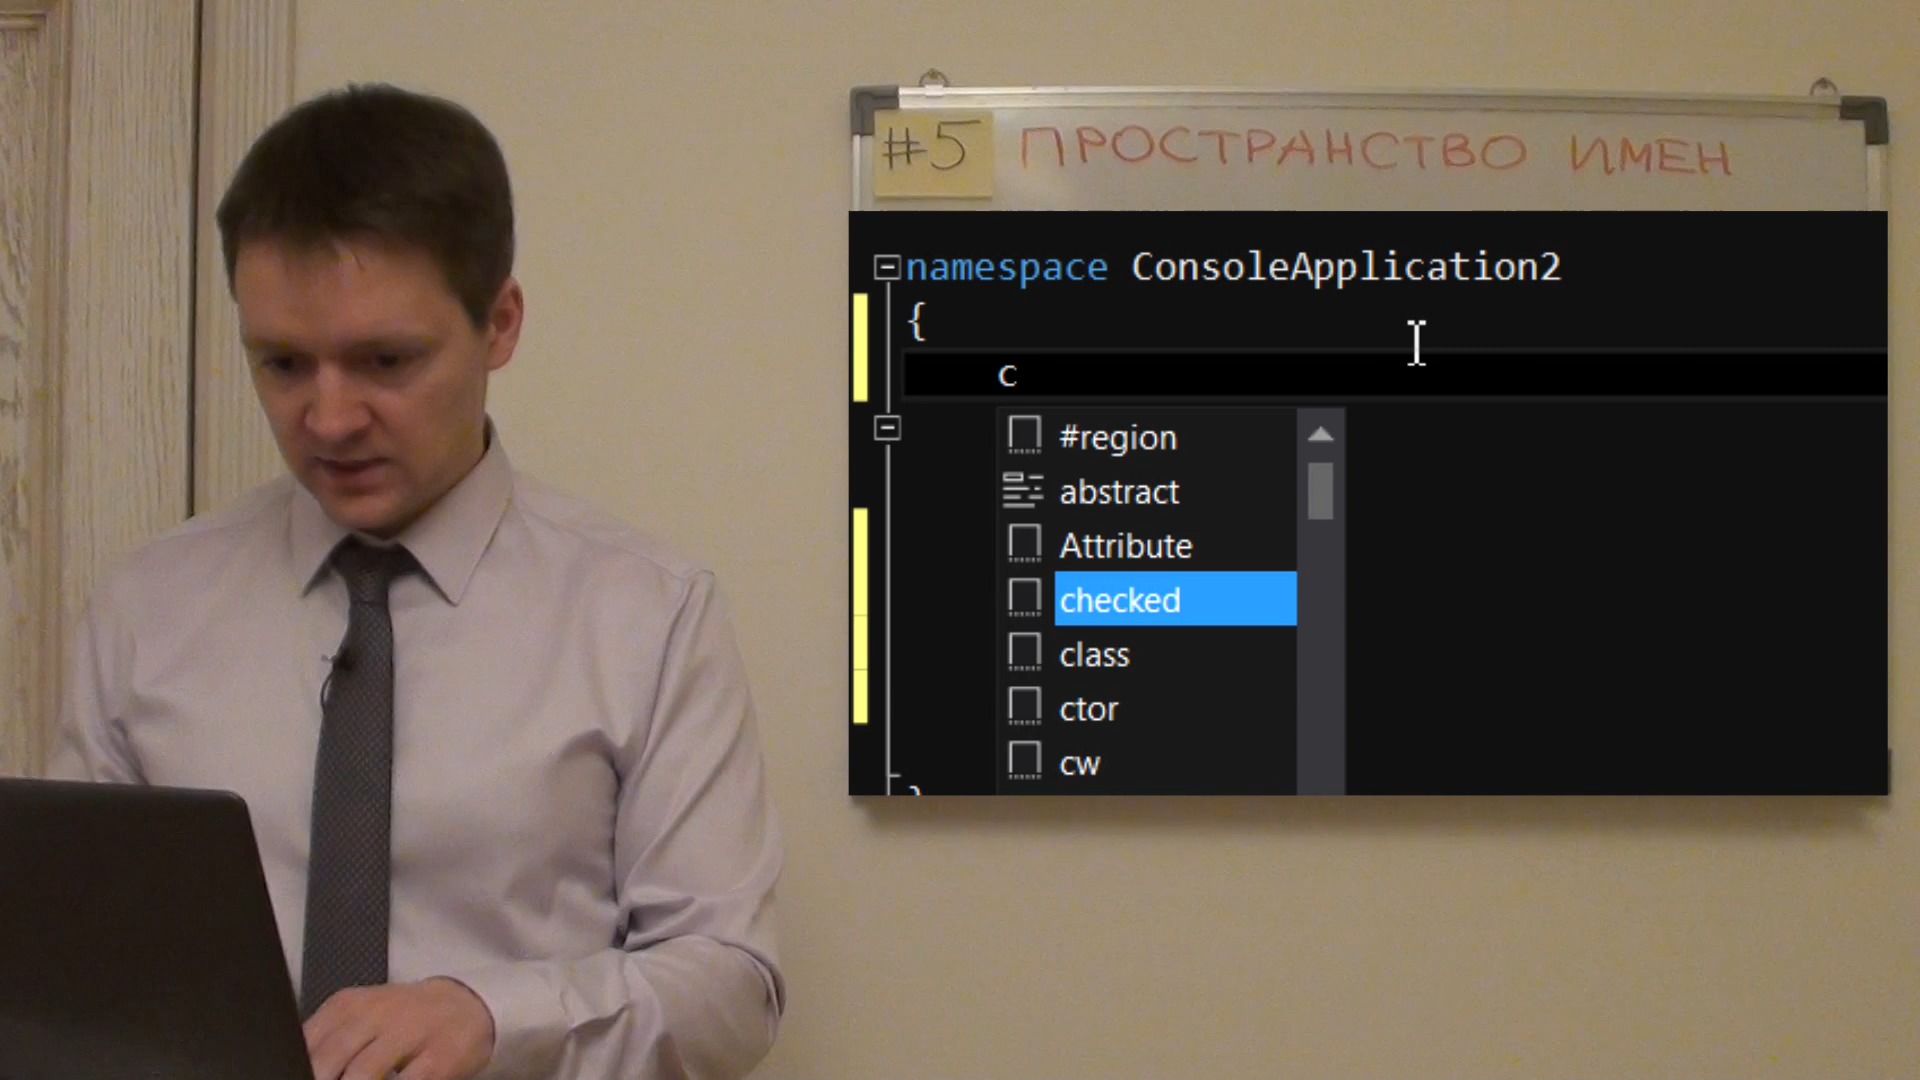 #5 ПРОСТРАНСТВО ИМЕН
namespace ConsoleApplication2
{
c
#region
abstract
Attribute
checked
class
ctor
cw
}